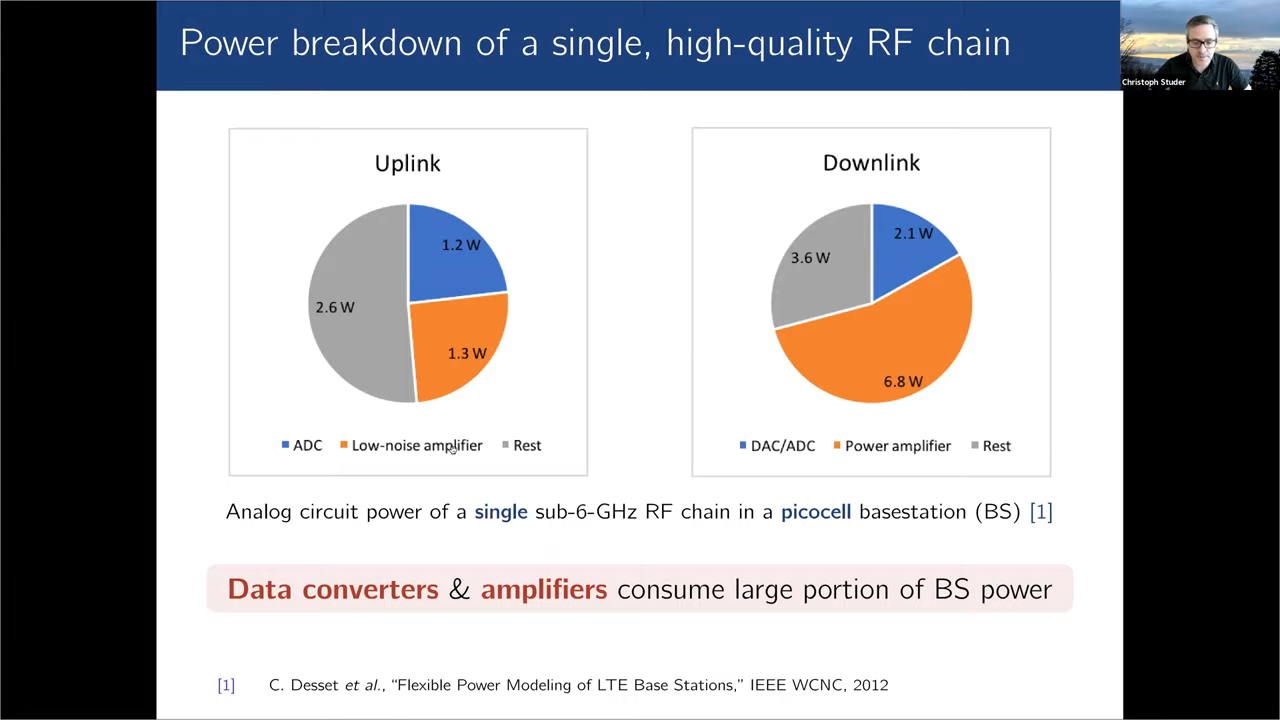 Power breakdown of a single, high-quality RF chain
Christoph Studer
Uplink
1.2 W
2.6 W
1.3 W
ADC Low-noise amplifier Rest
Downlink
2.1 W
3.6 W
6.8 W
DAC/ADC Power amplifier Rest
Analog circuit power of a single sub-6-GHz RF chain in a picocell basestation (BS) [1]
Data converters & amplifiers consume large portion of BS power
[1] C. Desset et al., “Flexible Power Modeling of LTE Base Stations,” IEEE WCNC, 2012